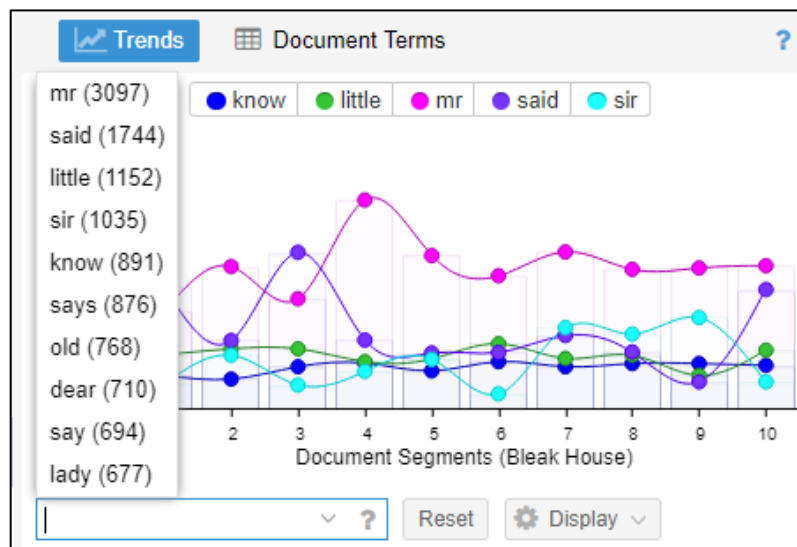 Trends Document Terms ?
know little mr said sir
mr (3097)
said (1744)
little (1152)
sir (1035)
know (891)
says (876)
old (768)
dear (710)
say (694)
lady (677)
2 3 4 5 6 7 8 9 10
Document Segments (Bleak House)
? Reset Display